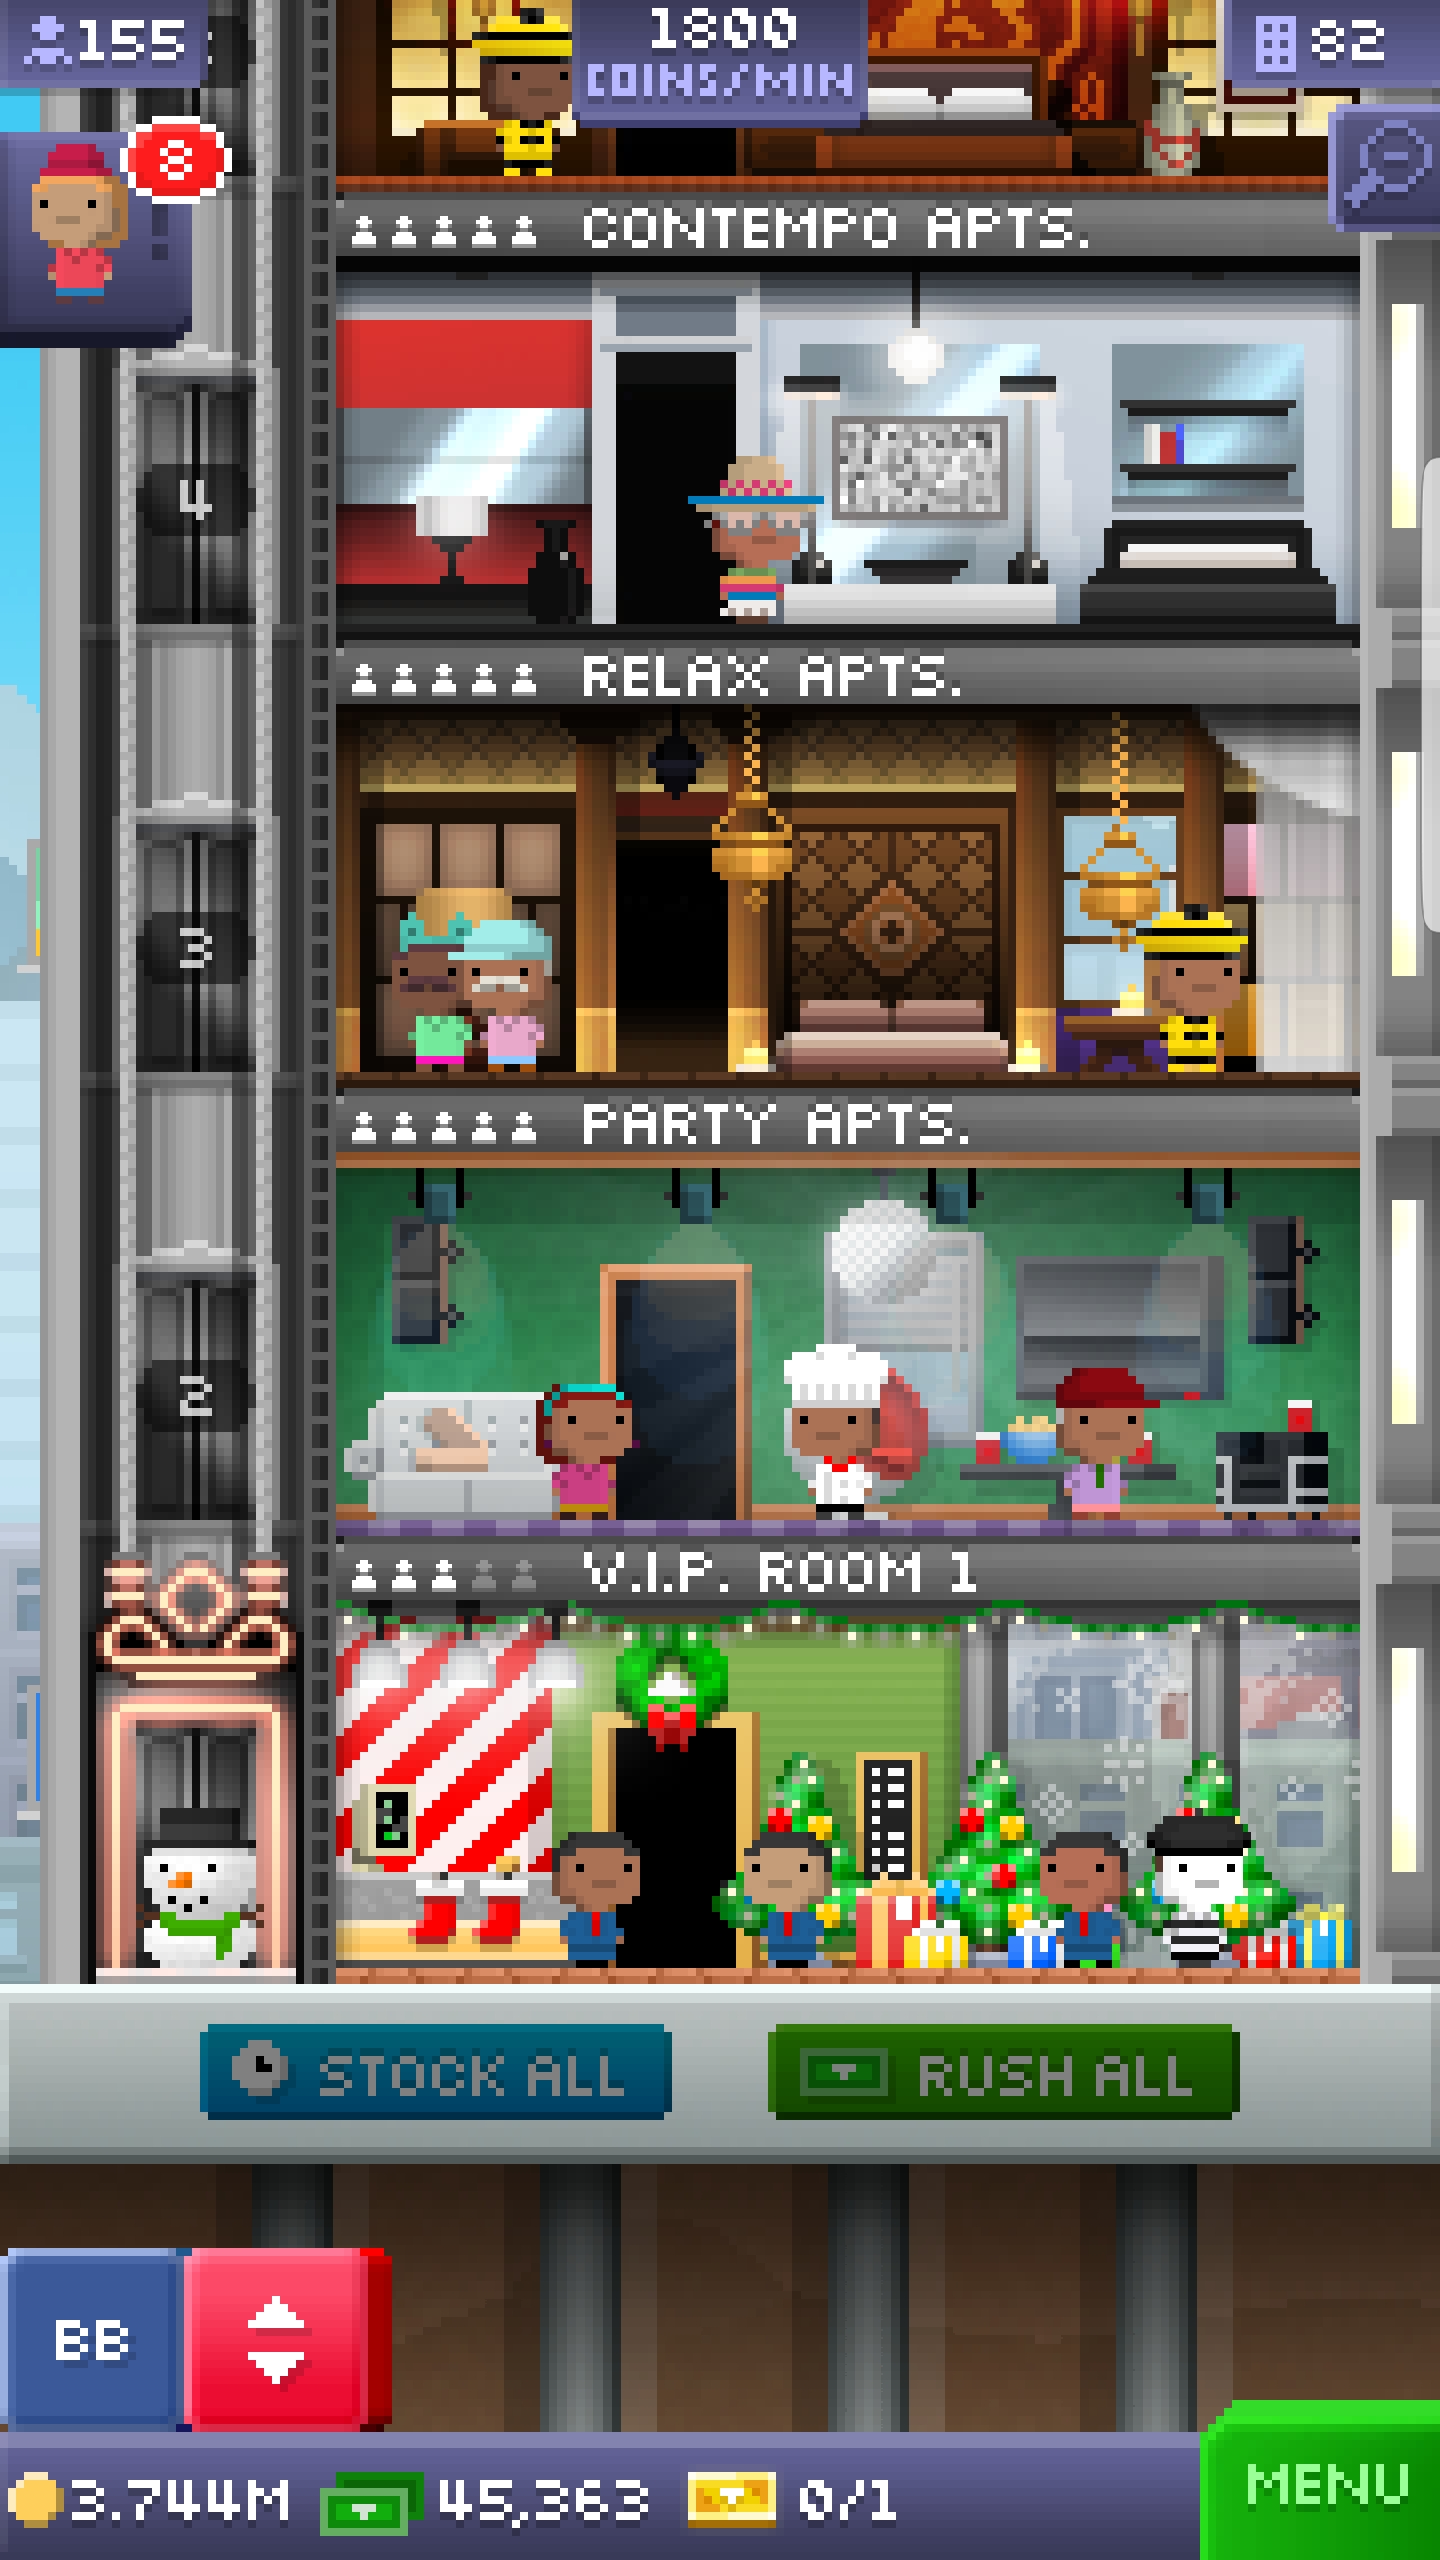 155
1800
COINS/MIN
82
8
CONTEMPO APTS.
4
RELAX APTS.
3
PARTY APTS.
2
V.I.P. ROOM 1
STOCK ALL
RUSH ALL
BB
3.744M
45,363
0/1
MENU